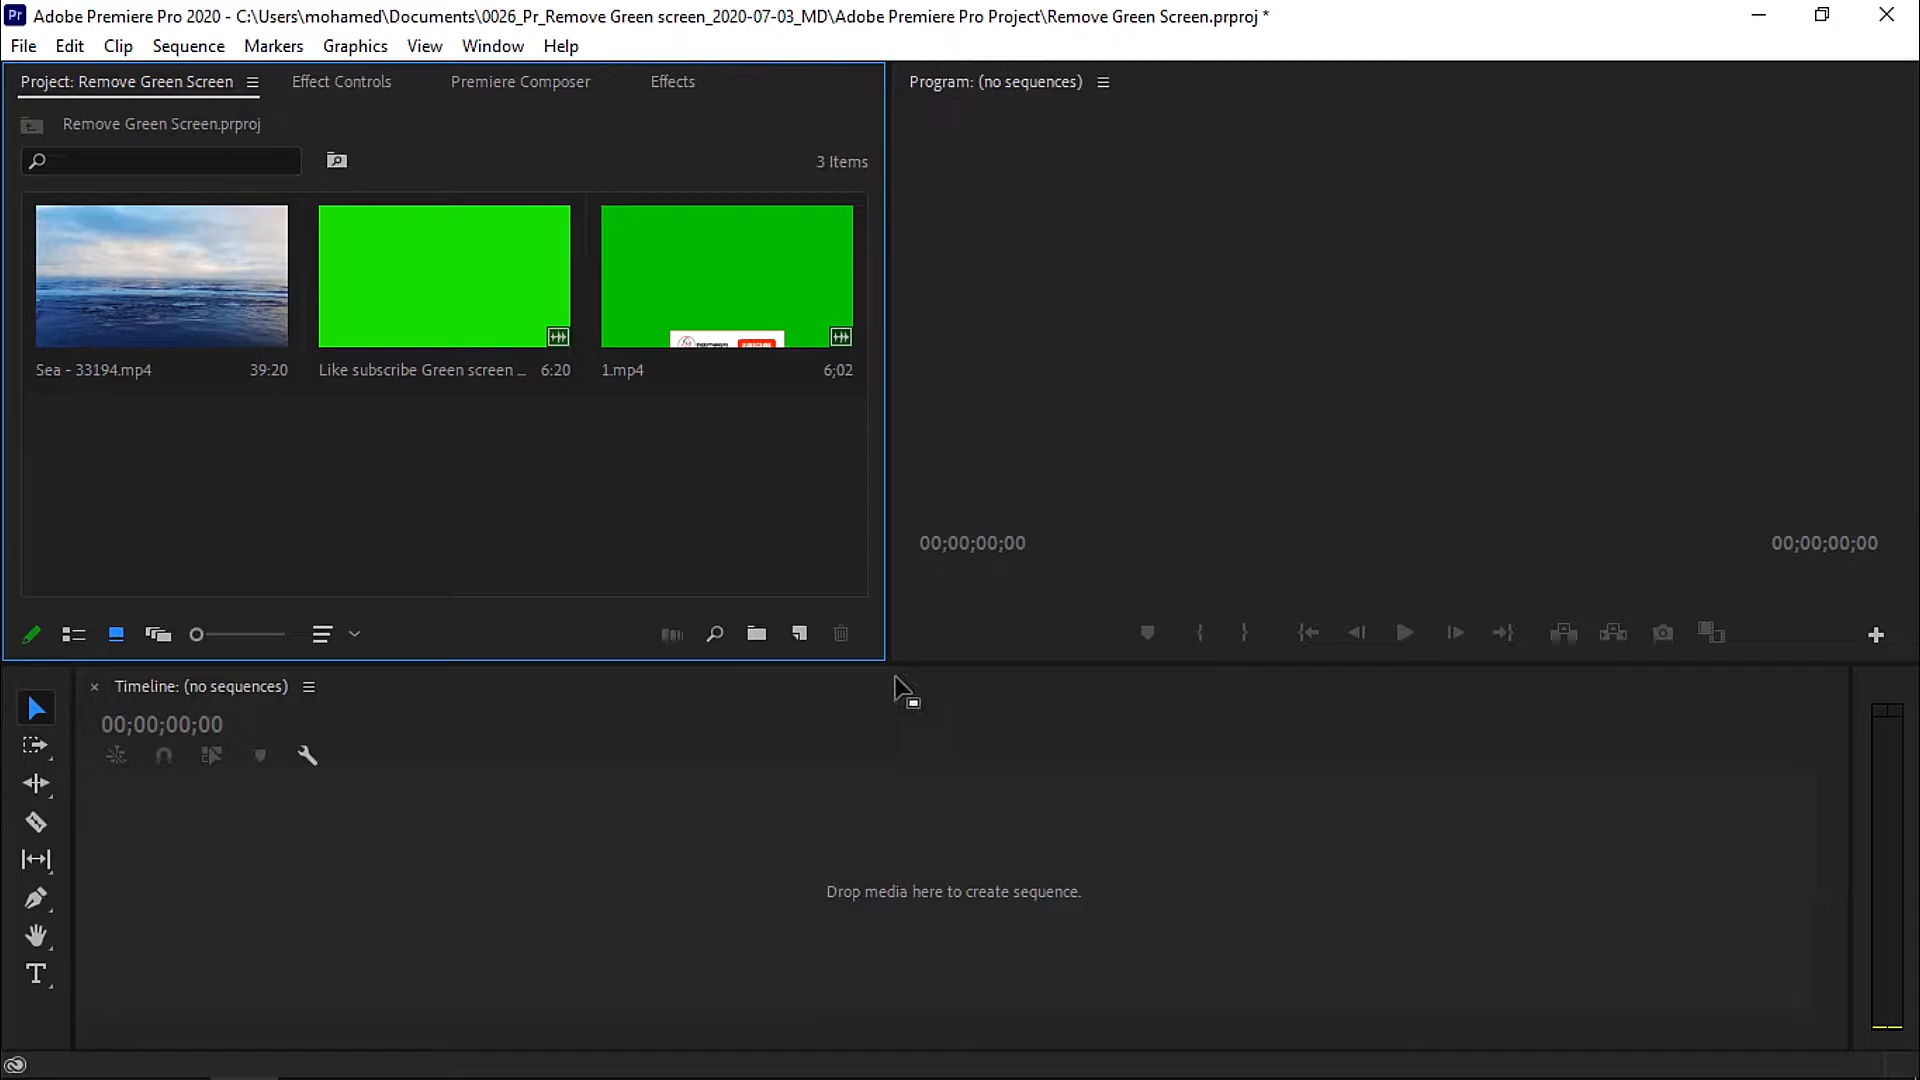 Adobe Premiere Pro 2020 - C:\Users\mohamed\Documents\0026_Pr_Remove Green screen_2020-07-03_MD\Adobe Premiere Pro Project\Remove Green Screen.prproj *
File Edit Clip Sequence Markers Graphics View Window Help
Project: Remove Green Screen Effect Controls Premiere Composer Effects
Program: (no sequences)
Remove Green Screen.prproj
3 Items
Sea - 33194.mp4 39:20
Like subscribe Green screen ... 6:20
1.mp4 6;02
00;00;00;00 00;00;00;00
Timeline: (no sequences)
00;00;00;00
Drop media here to create sequence.